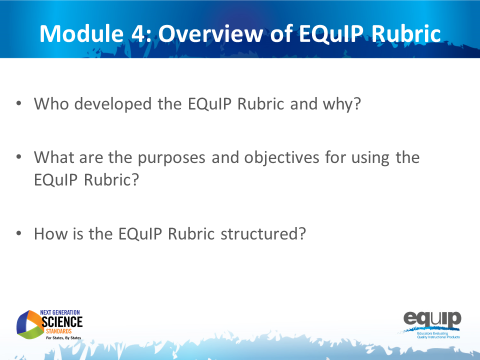 Module 4: Overview of EQuIP Rubric
• Who developed the EQuIP Rubric and why?
• What are the purposes and objectives for using the
EQuIP Rubric?
• How is the EQuIP Rubric structured?
NEXT GENERATION
SCIENCE
STANDARDS
For States, By States
equip
Educators Evaluating
Quality Instructional Products